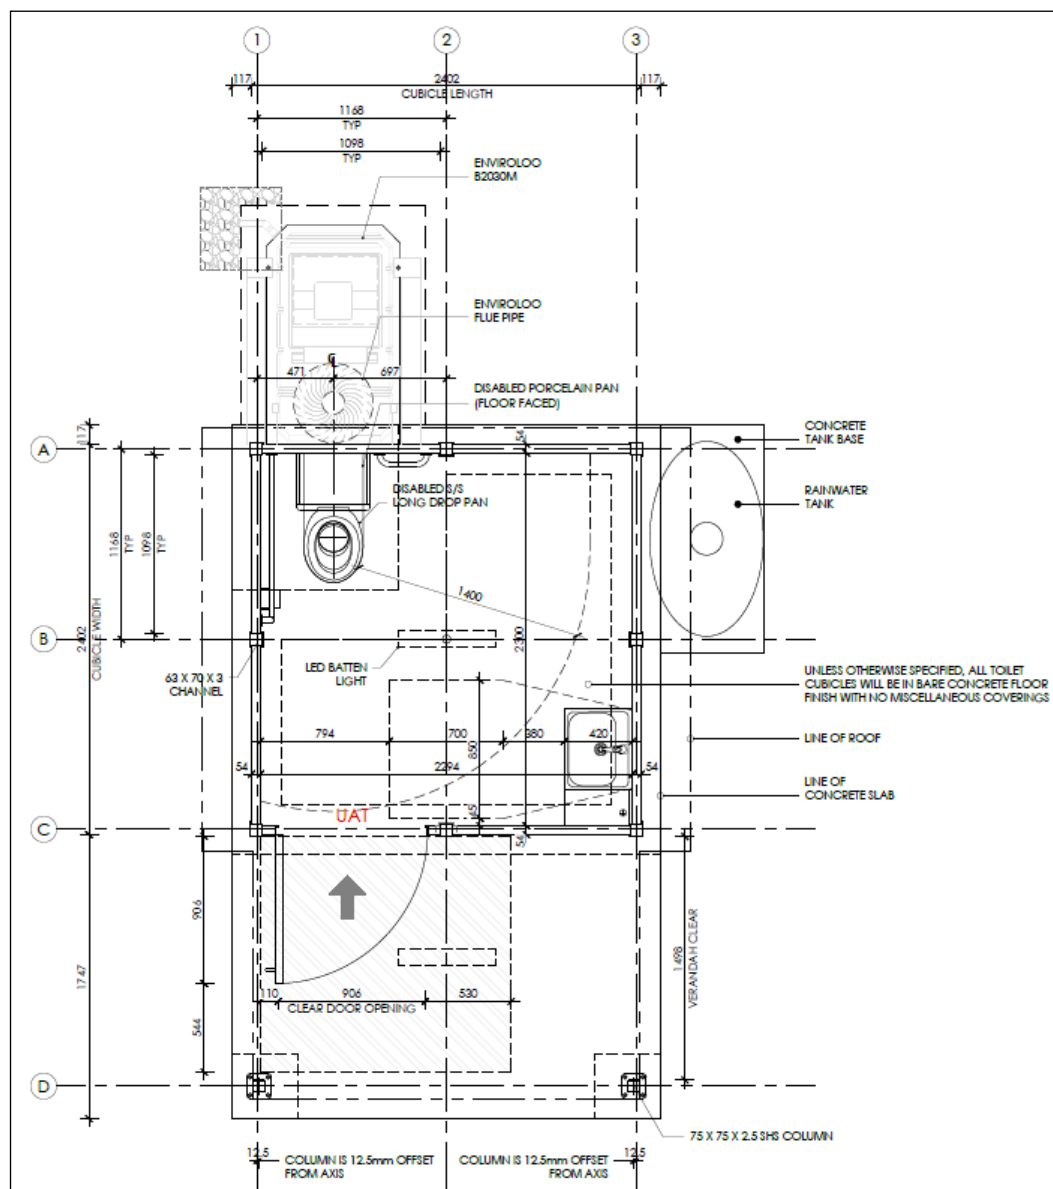 1
2
3
117
2402
117
CUBICLE LENGTH
1168
TYP
1098
TYP
ENVIROLOO
B2030M
ENVIROLOO
FLUE PIPE
471
697
DISABLED PORCELAIN PAN
(FLOOR FACED)
117
A
54
CONCRETE
TANK BASE
DISABLED S/S
LONG DROP PAN
RAINWATER
TANK
1168
TYP
1098
TYP
1400
2402
CUBICLE WIDTH
B
2300
LED BATTEN
LIGHT
63 X 70 X 3
CHANNEL
UNLESS OTHERWISE SPECIFIED, ALL TOILET
CUBICLES WILL BE IN BARE CONCRETE FLOOR
FINISH WITH NO MISCELLANEOUS COVERINGS
794
700
380
420
850
LINE OF ROOF
54
2294
54
LINE OF
CONCRETE SLAB
45
UAT
C
54
906
1747
1498
VERANDAH CLEAR
110
906
530
CLEAR DOOR OPENING
544
D
75 X 75 X 2.5 SHS COLUMN
12.5
COLUMN IS 12.5mm OFFSET
FROM AXIS
COLUMN IS 12.5mm OFFSET
FROM AXIS
12.5